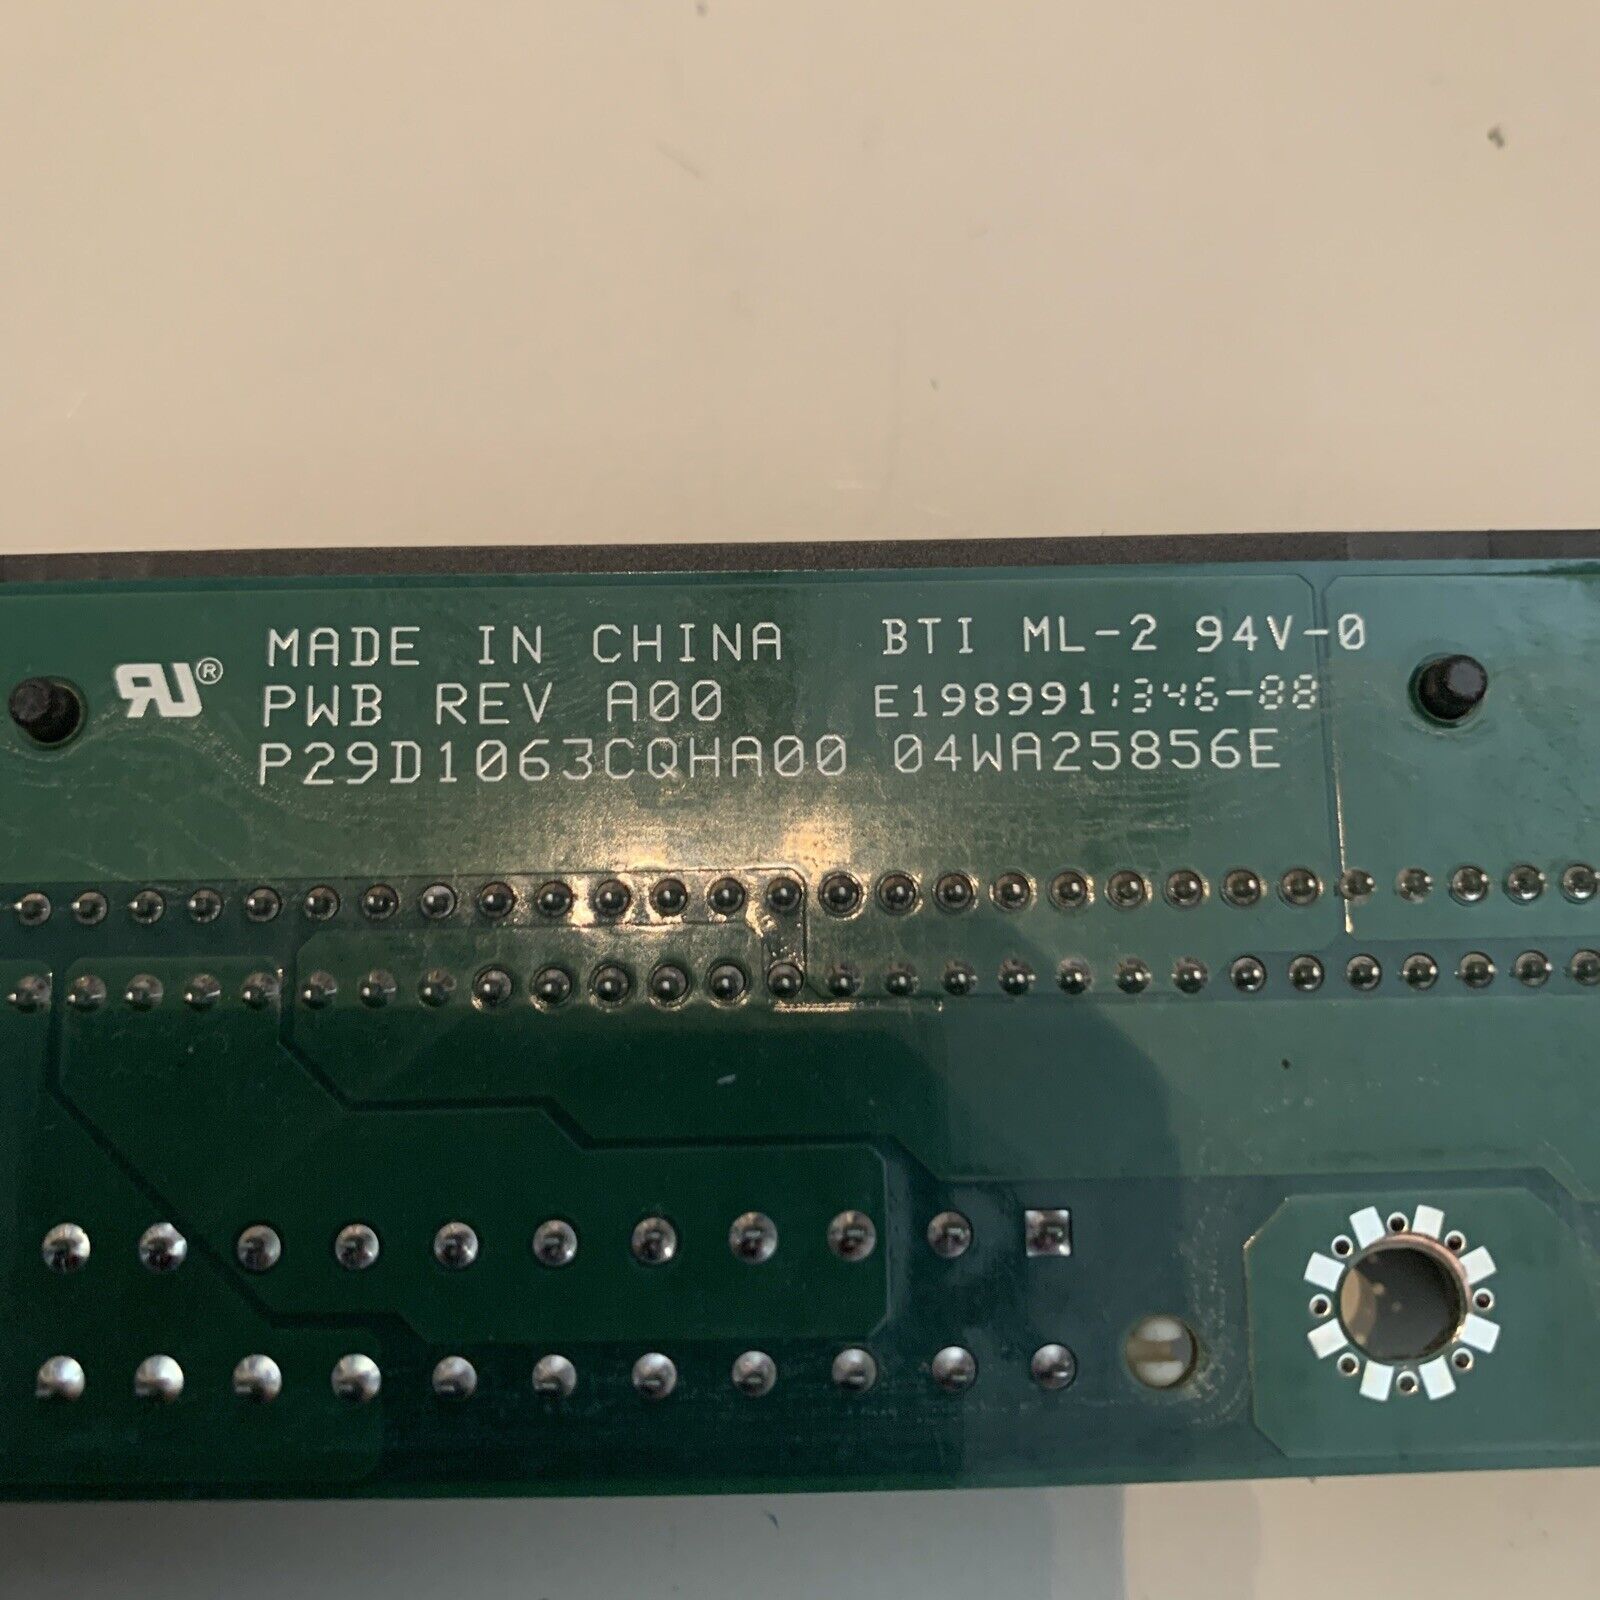 MADE IN CHINA BTI ML-2 94V-0
PWB REV A00 E198991
P29D1063CQHA00 04WA25856E